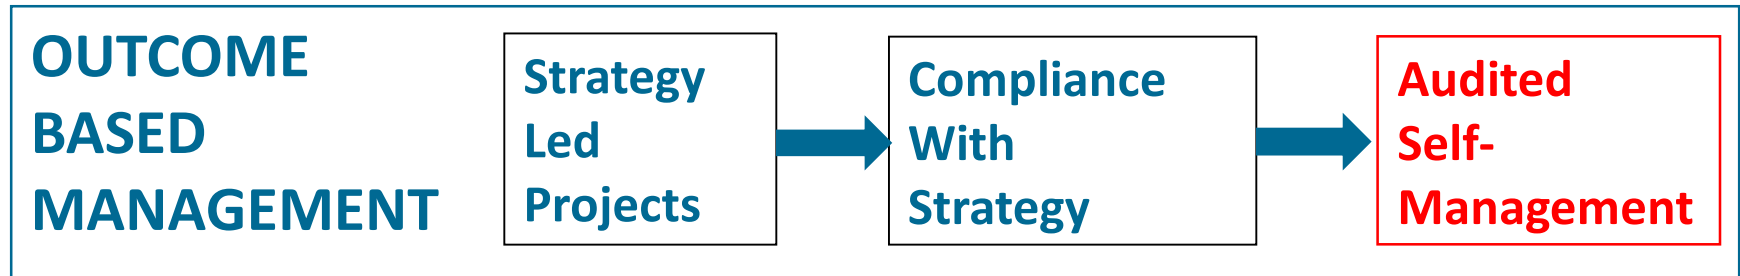 OUTCOME
BASED
MANAGEMENT
Strategy
Led
Projects
Compliance
With
Strategy
Audited
Self-
Management